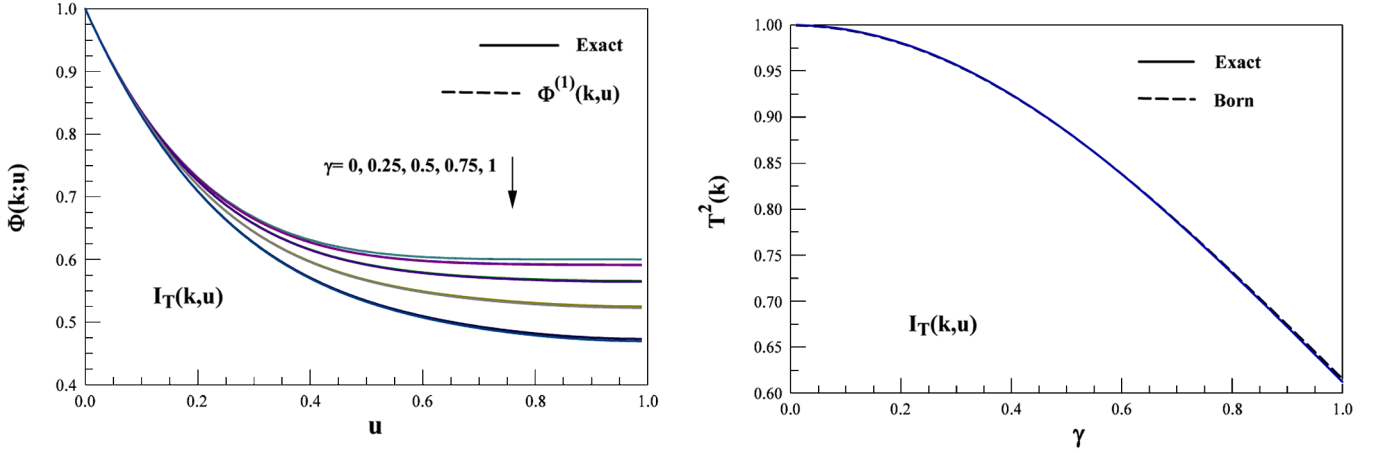 1.0
0.9
0.8
0.7
0.6
0.5
0.4
Φ(k;u)
Exact
Φ(1)(k,u)
γ= 0, 0.25, 0.5, 0.75, 1
IT(k,u)
0.0 0.2 0.4 0.6 0.8 1.0
u
1.00
0.95
0.90
0.85
0.80
0.75
0.70
0.65
0.60
T2(k)
Exact
Born
IT(k,u)
0.0 0.2 0.4 0.6 0.8 1.0
γ